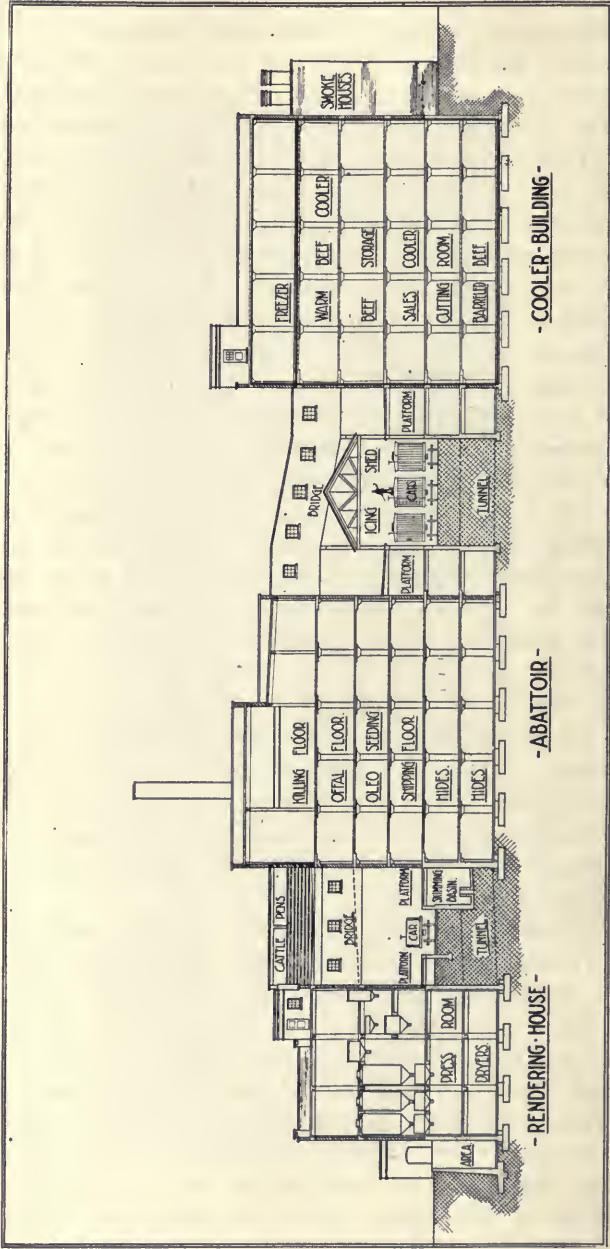 CATTLE PENS
BRIDGE
PLATFORM
CAR
PLATFORM
SKIMMING
BASIN
TUNNEL
PRESS ROOM
DRYERS
AREA
- RENDERING · HOUSE -
KILLING FLOOR
OFFAL FLOOR
OLEO SEEDING
SHIPPING FLOOR
HIDES
HIDES
- ABATTOIR -
BRIDGE
ICING SHED
CARS
PLATFORM
PLATFORM
TUNNEL
FREEZER
WARM BEEF COOLER
BEEF STORAGE
SALES COOLER
CUTTING ROOM
BARRELED BEEF
SMOKE
HOUSES
- COOLER · BUILDING -